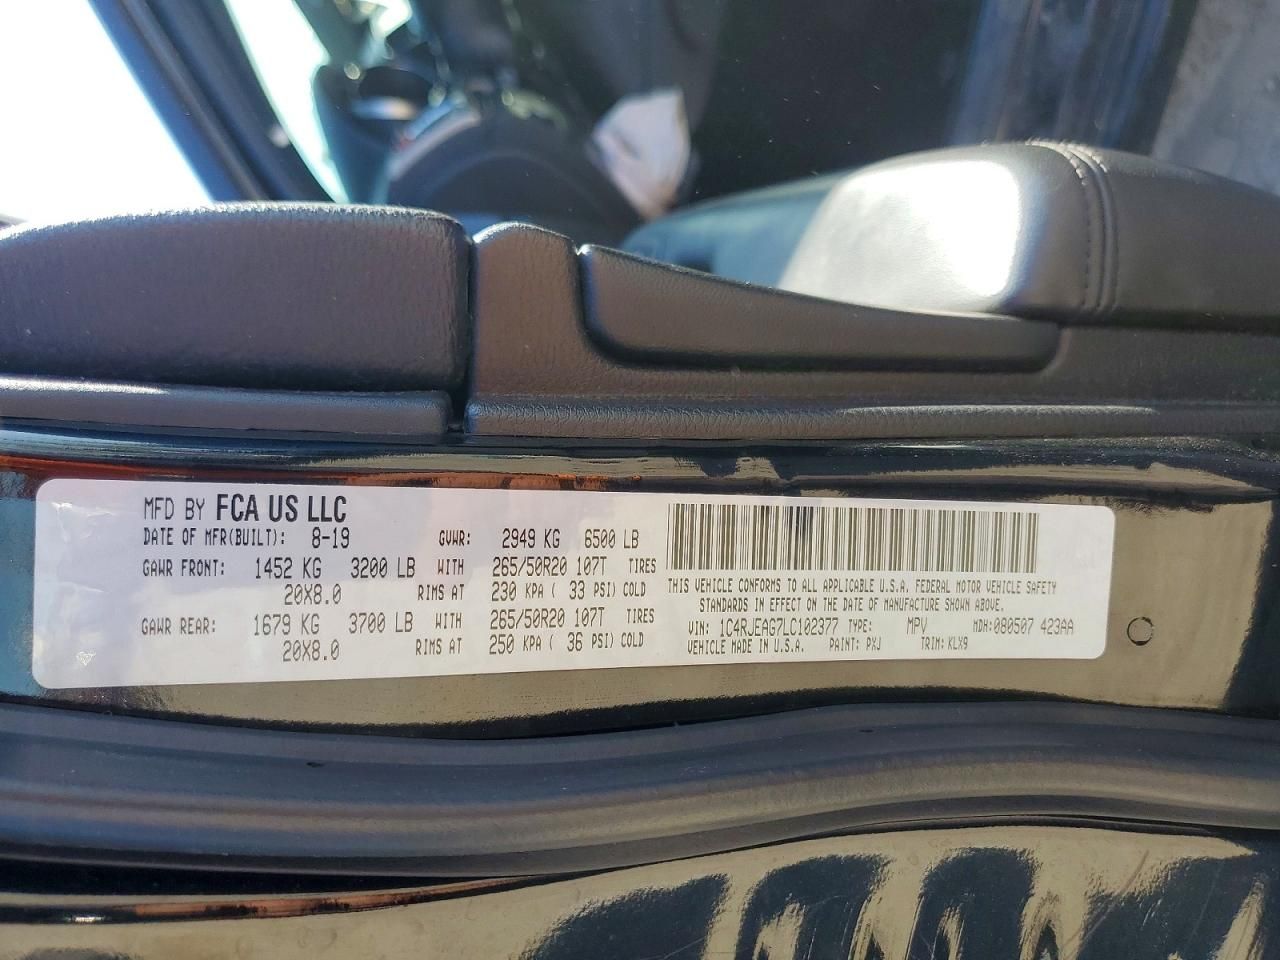 MFD BY FCA US LLC
DATE OF MFR(BUILT): 8-19 GVWR: 2949 KG 6500 LB
GAWR FRONT: 1452 KG 3200 LB WITH 265/50R20 107T TIRES
20X8.0 RIMS AT 230 KPA ( 33 PSI) COLD
GAWR REAR: 1679 KG 3700 LB WITH 265/50R20 107T TIRES
20X8.0 RIMS AT 250 KPA ( 36 PSI) COLD
THIS VEHICLE CONFORMS TO ALL APPLICABLE U.S.A. FEDERAL MOTOR VEHICLE SAFETY
STANDARDS IN EFFECT ON THE DATE OF MANUFACTURE SHOWN ABOVE.
VIN: 1C4RJEAG7LC102377 TYPE: MPV MDH:080507 423AA
VEHICLE MADE IN U.S.A. PAINT: PXJ TRIM: KLX9